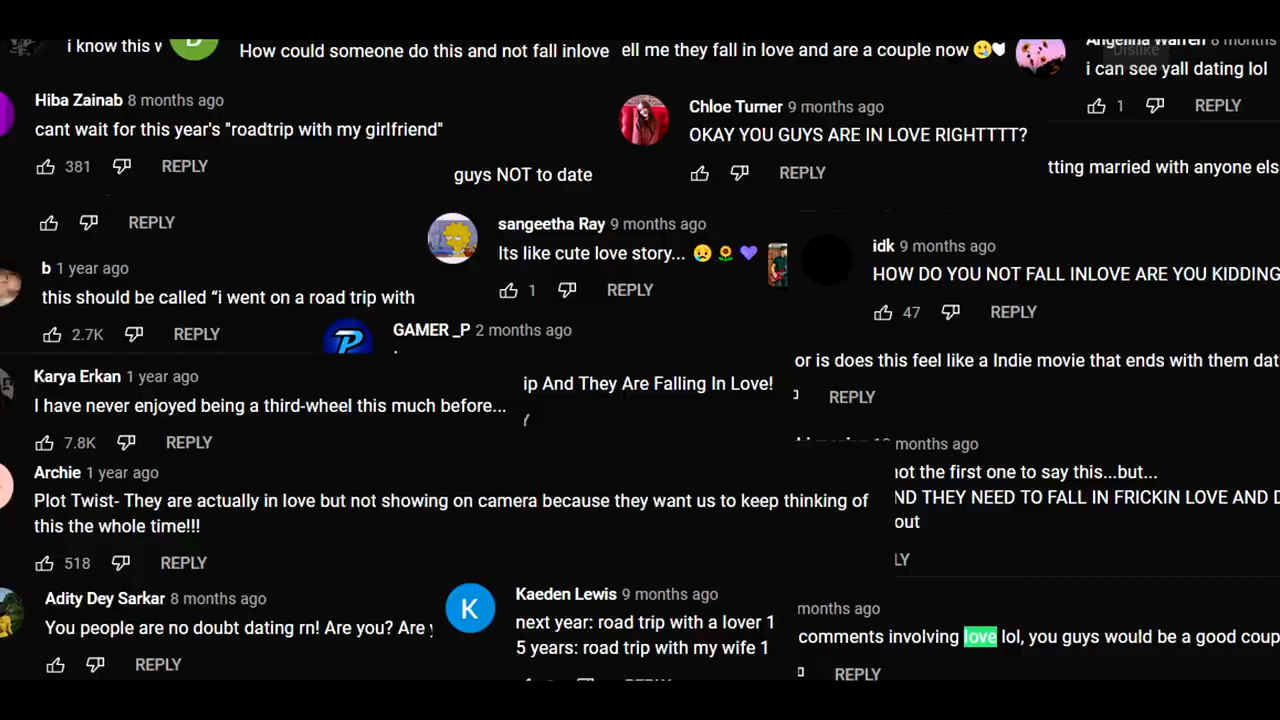 i know this
How could someone do this and not fall inlove
ell me they fall in love and are a couple now 🥲🤍
Angelina Warren 8 months
Dislike
i can see yall dating lol
1 REPLY
Hiba Zainab 8 months ago
cant wait for this year's "roadtrip with my girlfriend"
381 REPLY
Chloe Turner 9 months ago
OKAY YOU GUYS ARE IN LOVE RIGHTTTT?
REPLY
guys NOT to date
tting married with anyone els
REPLY
sangeetha Ray 9 months ago
Its like cute love story... 😢🌻💜
1 REPLY
idk 9 months ago
HOW DO YOU NOT FALL INLOVE ARE YOU KIDDING
47 REPLY
b 1 year ago
this should be called “i went on a road trip with
2.7K REPLY
GAMER _P 2 months ago
ip And They Are Falling In Love!
or is does this feel like a Indie movie that ends with them dat
REPLY
Karya Erkan 1 year ago
I have never enjoyed being a third-wheel this much before...
7.8K REPLY
months ago
not the first one to say this...but...
ND THEY NEED TO FALL IN FRICKIN LOVE AND D
out
LY
Archie 1 year ago
Plot Twist- They are actually in love but not showing on camera because they want us to keep thinking of
this the whole time!!!
518 REPLY
Adity Dey Sarkar 8 months ago
You people are no doubt dating rn! Are you? Are y
REPLY
K
Kaeden Lewis 9 months ago
next year: road trip with a lover 1
5 years: road trip with my wife 1
months ago
comments involving love lol, you guys would be a good coup
REPLY